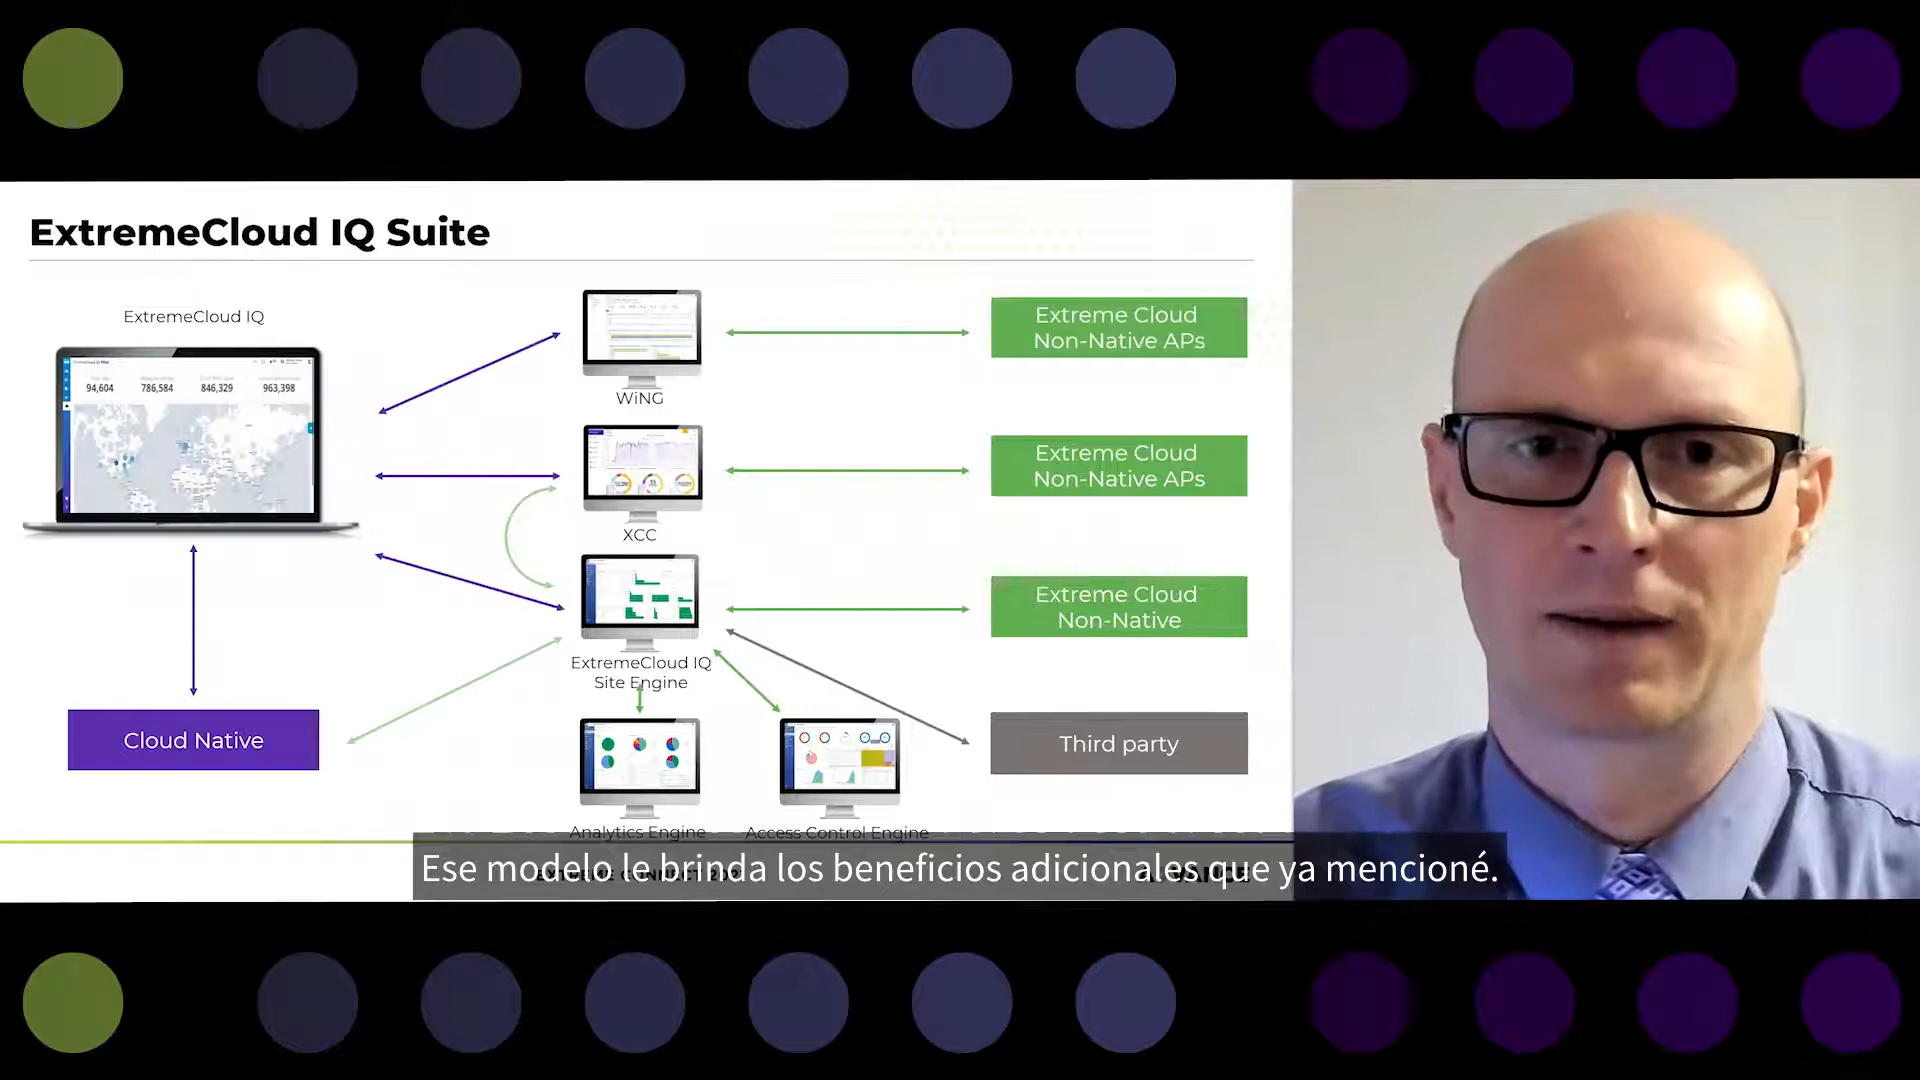 ExtremeCloud IQ Suite
ExtremeCloud IQ
94,604
786,584
846,329
963,398
WiNG
Extreme Cloud
Non-Native APs
XCC
Extreme Cloud
Non-Native APs
ExtremeCloud IQ
Site Engine
Extreme Cloud
Non-Native
Cloud Native
Third party
Analytics Engine
Access Control Engine
Ese modelo le brinda los beneficios adicionales que ya mencioné.